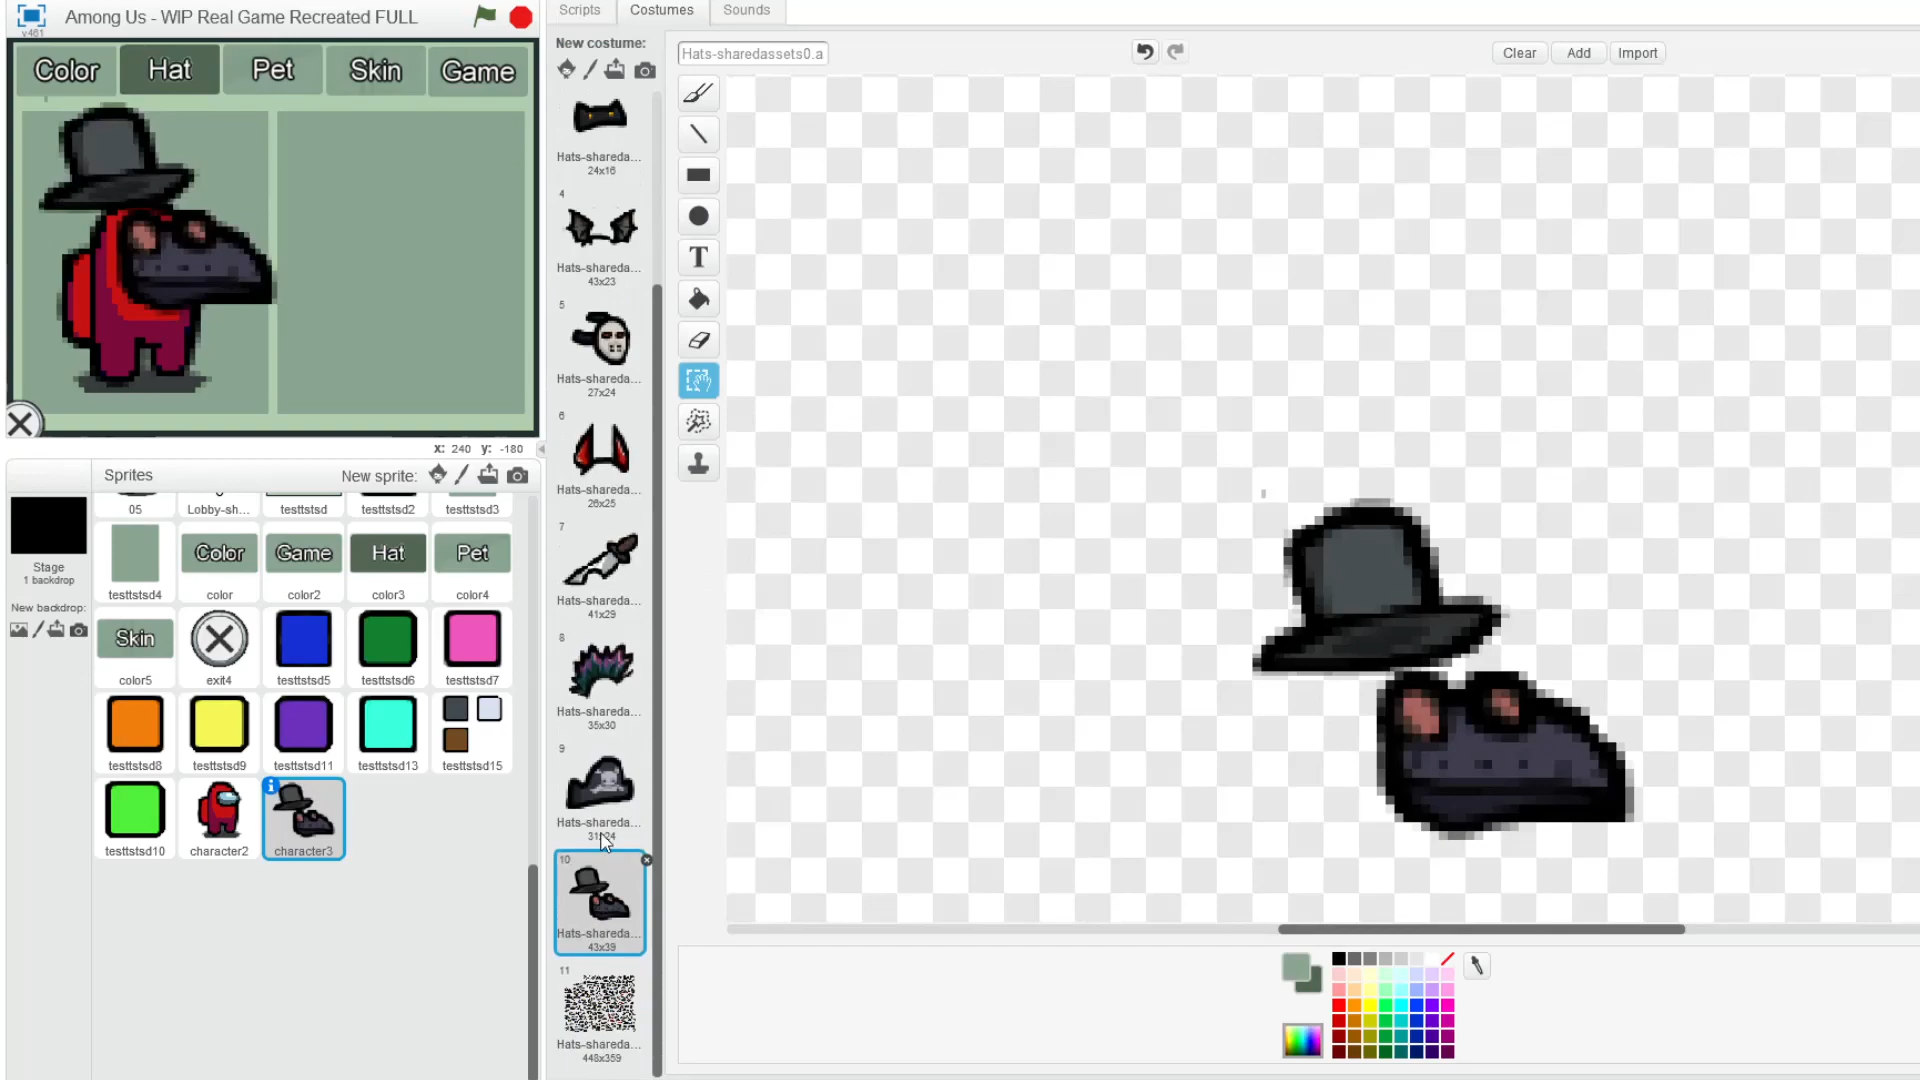 Among Us - WIP Real Game Recreated FULL
v461
Color Hat Pet Skin Game
x: 240 y: -180
Sprites New sprite:
05 Lobby-sh... testtstsd testtstsd2 testtstsd3
Stage
1 backdrop
New backdrop:
Color Game Hat Pet
testtstsd4 color color2 color3 color4
Skin
color5 exit4 testtstsd5 testtstsd6 testtstsd7
testtstsd8 testtstsd9 testtstsd11 testtstsd13 testtstsd15
testtstsd10 character2 character3
Scripts Costumes Sounds
New costume:
Hats-shareda...
24x16
4
Hats-shareda...
43x23
5
Hats-shareda...
27x24
6
Hats-shareda...
26x25
7
Hats-shareda...
41x29
8
Hats-shareda...
35x30
9
Hats-shareda...
10
Hats-shareda...
43x39
11
Hats-shareda...
448x359
Hats-sharedassets0.a
Clear Add Import
T